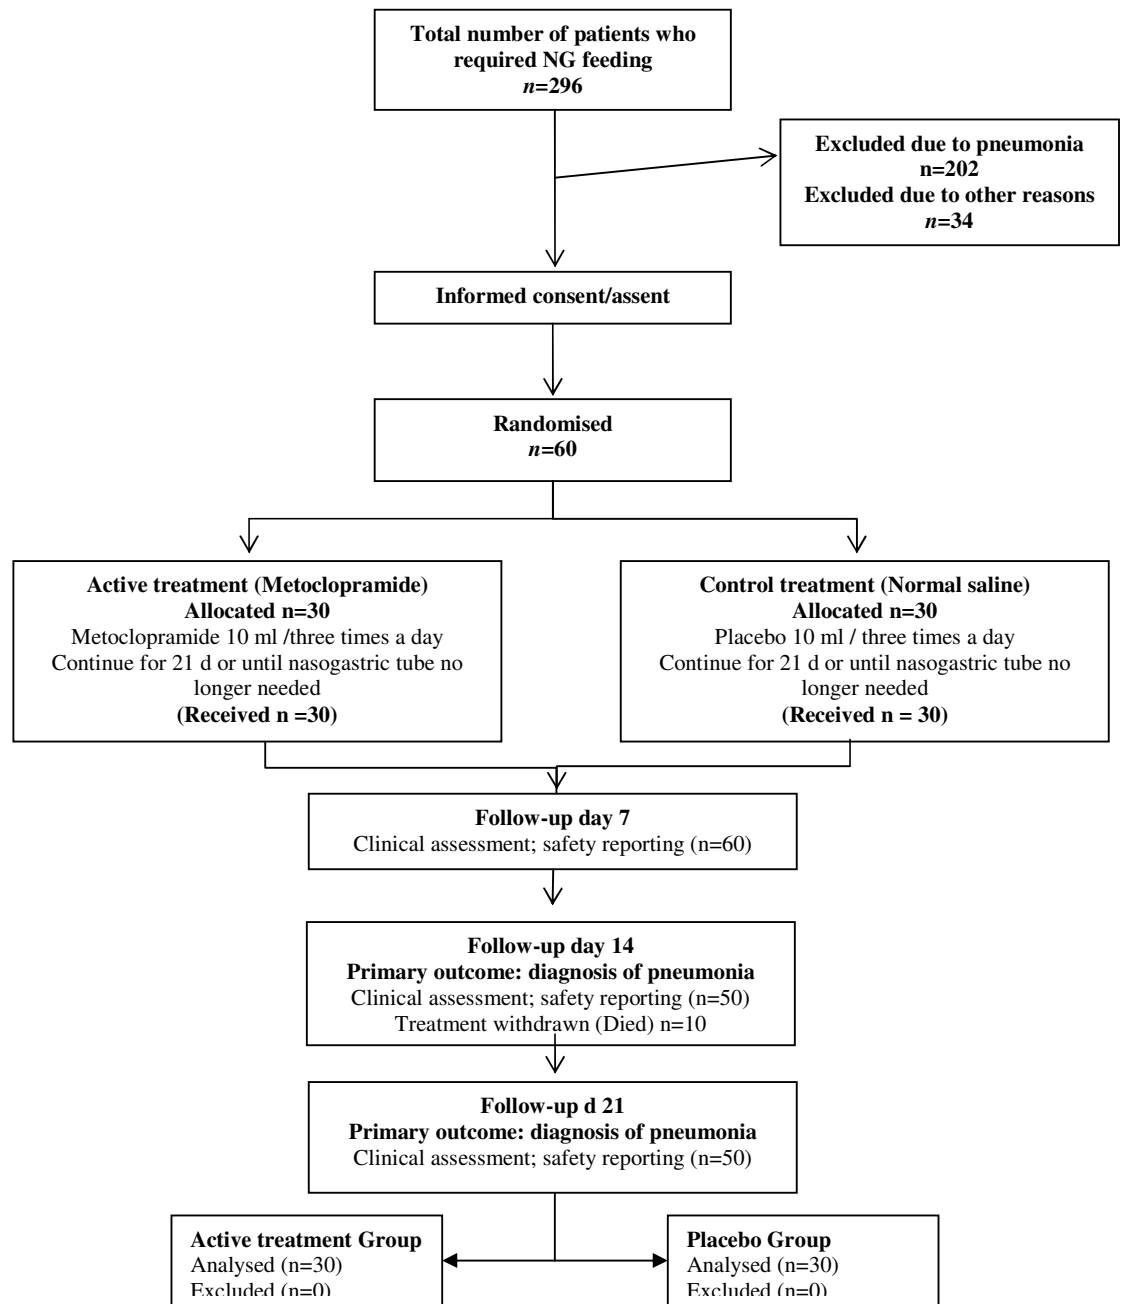 Total number of patients who
required NG feeding
n=296
Excluded due to pneumonia
n=202
Excluded due to other reasons
n=34
Informed consent/assent
Randomised
n=60
Active treatment (Metoclopramide)
Allocated n=30
Metoclopramide 10 ml /three times a day
Continue for 21 d or until nasogastric tube no
longer needed
(Received n =30)
Control treatment (Normal saline)
Allocated n=30
Placebo 10 ml / three times a day
Continue for 21 d or until nasogastric tube no
longer needed
(Received n = 30)
Follow-up day 7
Clinical assessment; safety reporting (n=60)
Follow-up day 14
Primary outcome: diagnosis of pneumonia
Clinical assessment; safety reporting (n=50)
Treatment withdrawn (Died) n=10
Follow-up d 21
Primary outcome: diagnosis of pneumonia
Clinical assessment; safety reporting (n=50)
Active treatment Group
Analysed (n=30)
Excluded (n=0)
Placebo Group
Analysed (n=30)
Excluded (n=0)